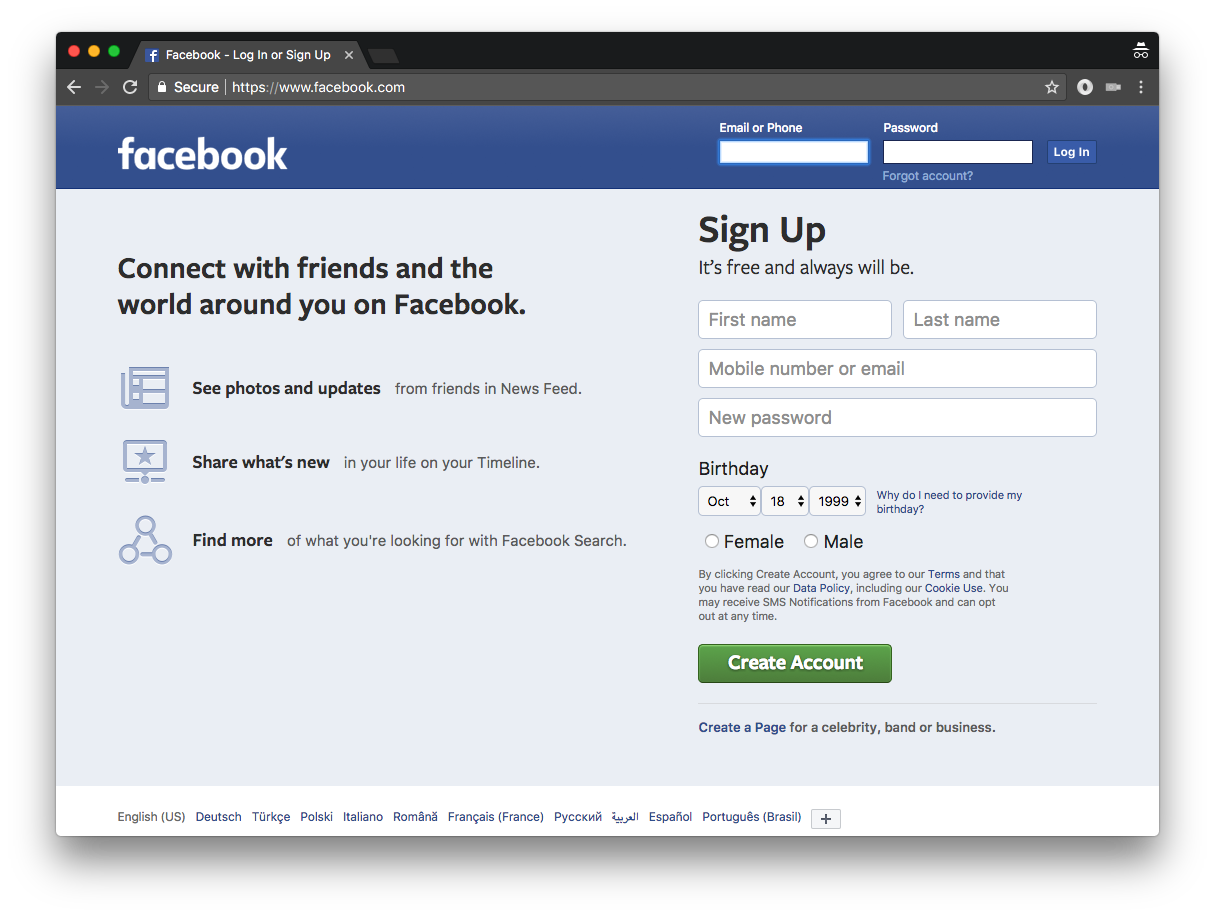 Facebook - Log In or Sign Up
Secure https://www.facebook.com
facebook
Email or Phone
Password
Log In
Forgot account?
Connect with friends and the
world around you on Facebook.
See photos and updates from friends in News Feed.
Share what's new in your life on your Timeline.
Find more of what you're looking for with Facebook Search.
Sign Up
It's free and always will be.
First name
Last name
Mobile number or email
New password
Birthday
Oct 18 1999
Why do I need to provide my
birthday?
Female Male
By clicking Create Account, you agree to our Terms and that
you have read our Data Policy, including our Cookie Use. You
may receive SMS Notifications from Facebook and can opt
out at any time.
Create Account
Create a Page for a celebrity, band or business.
English (US) Deutsch Türkçe Polski Italiano Română Français (France) Русский العربية Español Português (Brasil) +